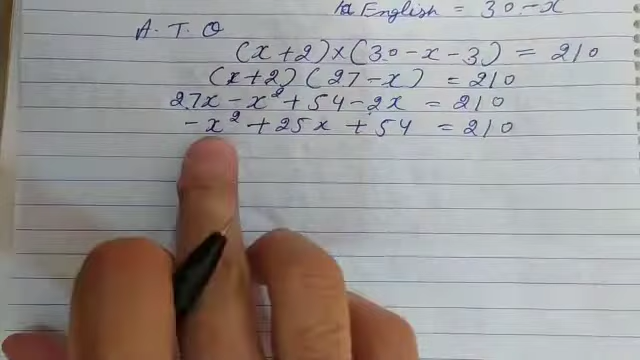 In English = 30 - x
A. T. Q
(x+2) × (30 - x - 3) = 210
(x+2) (27 - x) = 210
27x - x² + 54 - 2x = 210
- x² + 25x + 54 = 210